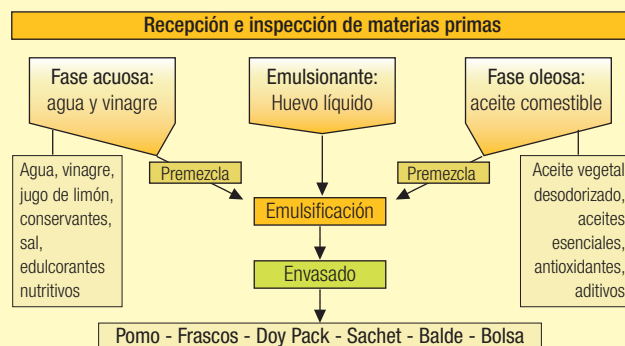 Recepción e inspección de materias primas
Fase acuosa:
agua y vinagre
Emulsionante:
Huevo líquido
Fase oleosa:
aceite comestible
Agua, vinagre,
jugo de limón,
conservantes,
sal,
edulcorantes
nutritivos
Premezcla
Premezcla
Aceite vegetal
desodorizado,
aceites
esenciales,
antioxidantes,
aditivos
Emulsificación
Envasado
Pomo - Frascos - Doy Pack - Sachet - Balde - Bolsa